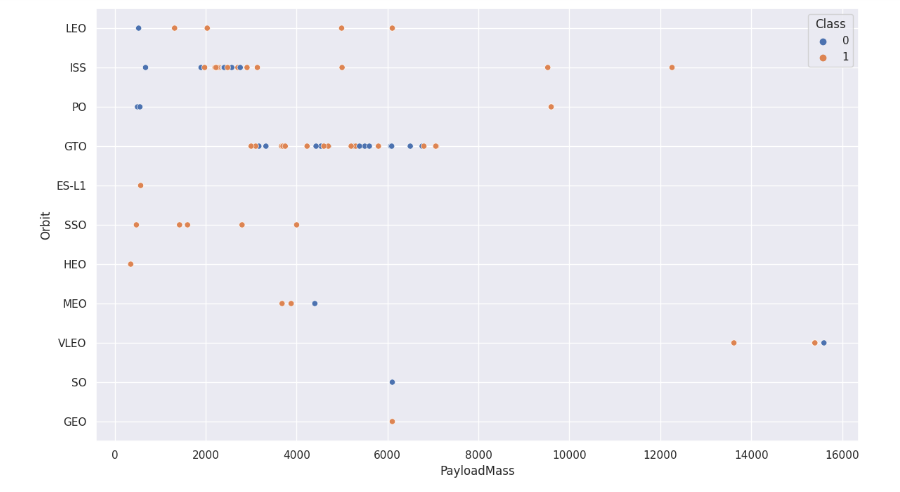 LEO
ISS
PO
GTO
ES-L1
SSO
HEO
MEO
VLEO
SO
GEO
Orbit
0 2000 4000 6000 8000 10000 12000 14000 16000
PayloadMass
Class
0
1